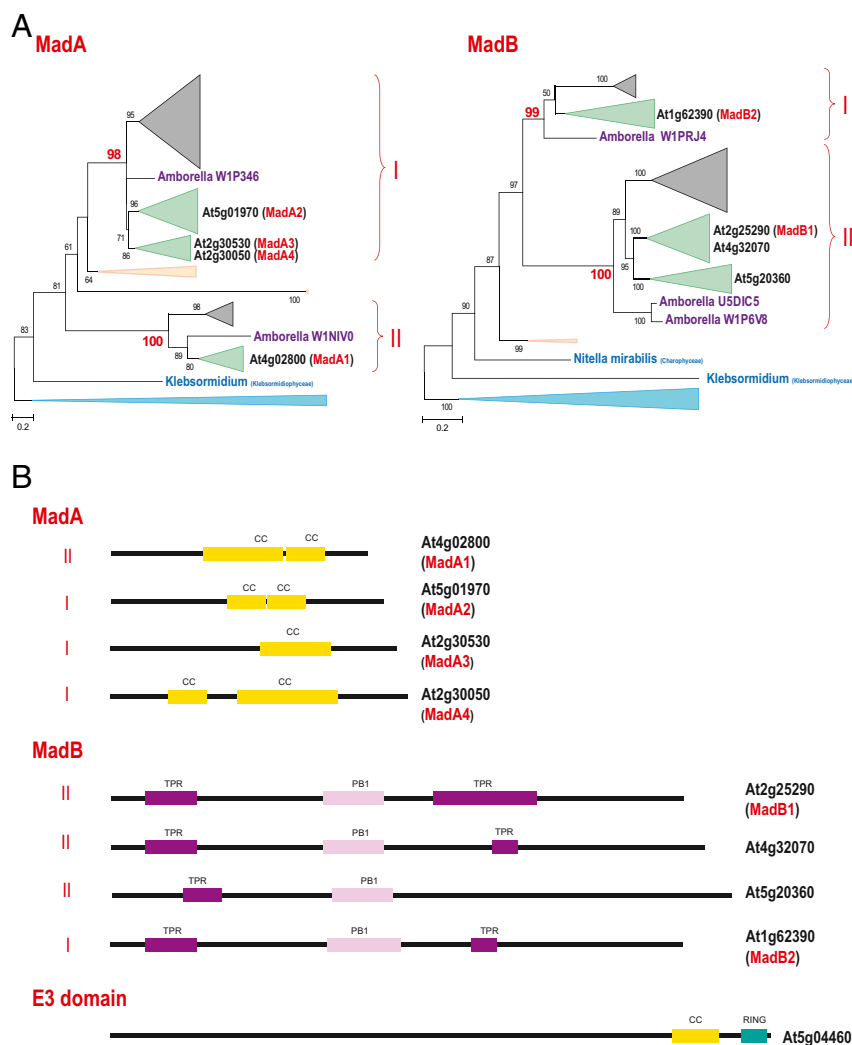 A
MadA
95
98
Amborella W1P346
96
At5g01970 (MadA2)
71
At2g30530 (MadA3)
86
At2g30050 (MadA4)
61
64
81
100
98
83
100
Amborella W1NIV0
89
80
At4g02800 (MadA1)
Klebsormidium (Klebsormidiophyceae)
0.2
I
II
MadB
100
50
99
At1g62390 (MadB2)
Amborella W1PRJ4
I
97
100
89
100
At2g25290 (MadB1)
At4g32070
95
100
At5g20360
100
Amborella U5DIC5
100
Amborella W1P6V8
II
87
90
99
Nitella mirabilis (Charophyceae)
Klebsormidium (Klebsormidiophyceae
100
0.2
B
MadA
II
CC CC
At4g02800
(MadA1)
I
CC CC
At5g01970
(MadA2)
I
CC
At2g30530
(MadA3)
I
CC CC
At2g30050
(MadA4)
MadB
II
TPR PB1 TPR
At2g25290
(MadB1)
II
TPR PB1 TPR
At4g32070
II
TPR PB1
At5g20360
I
TPR PB1 TPR
At1g62390
(MadB2)
E3 domain
CC RING
At5g04460